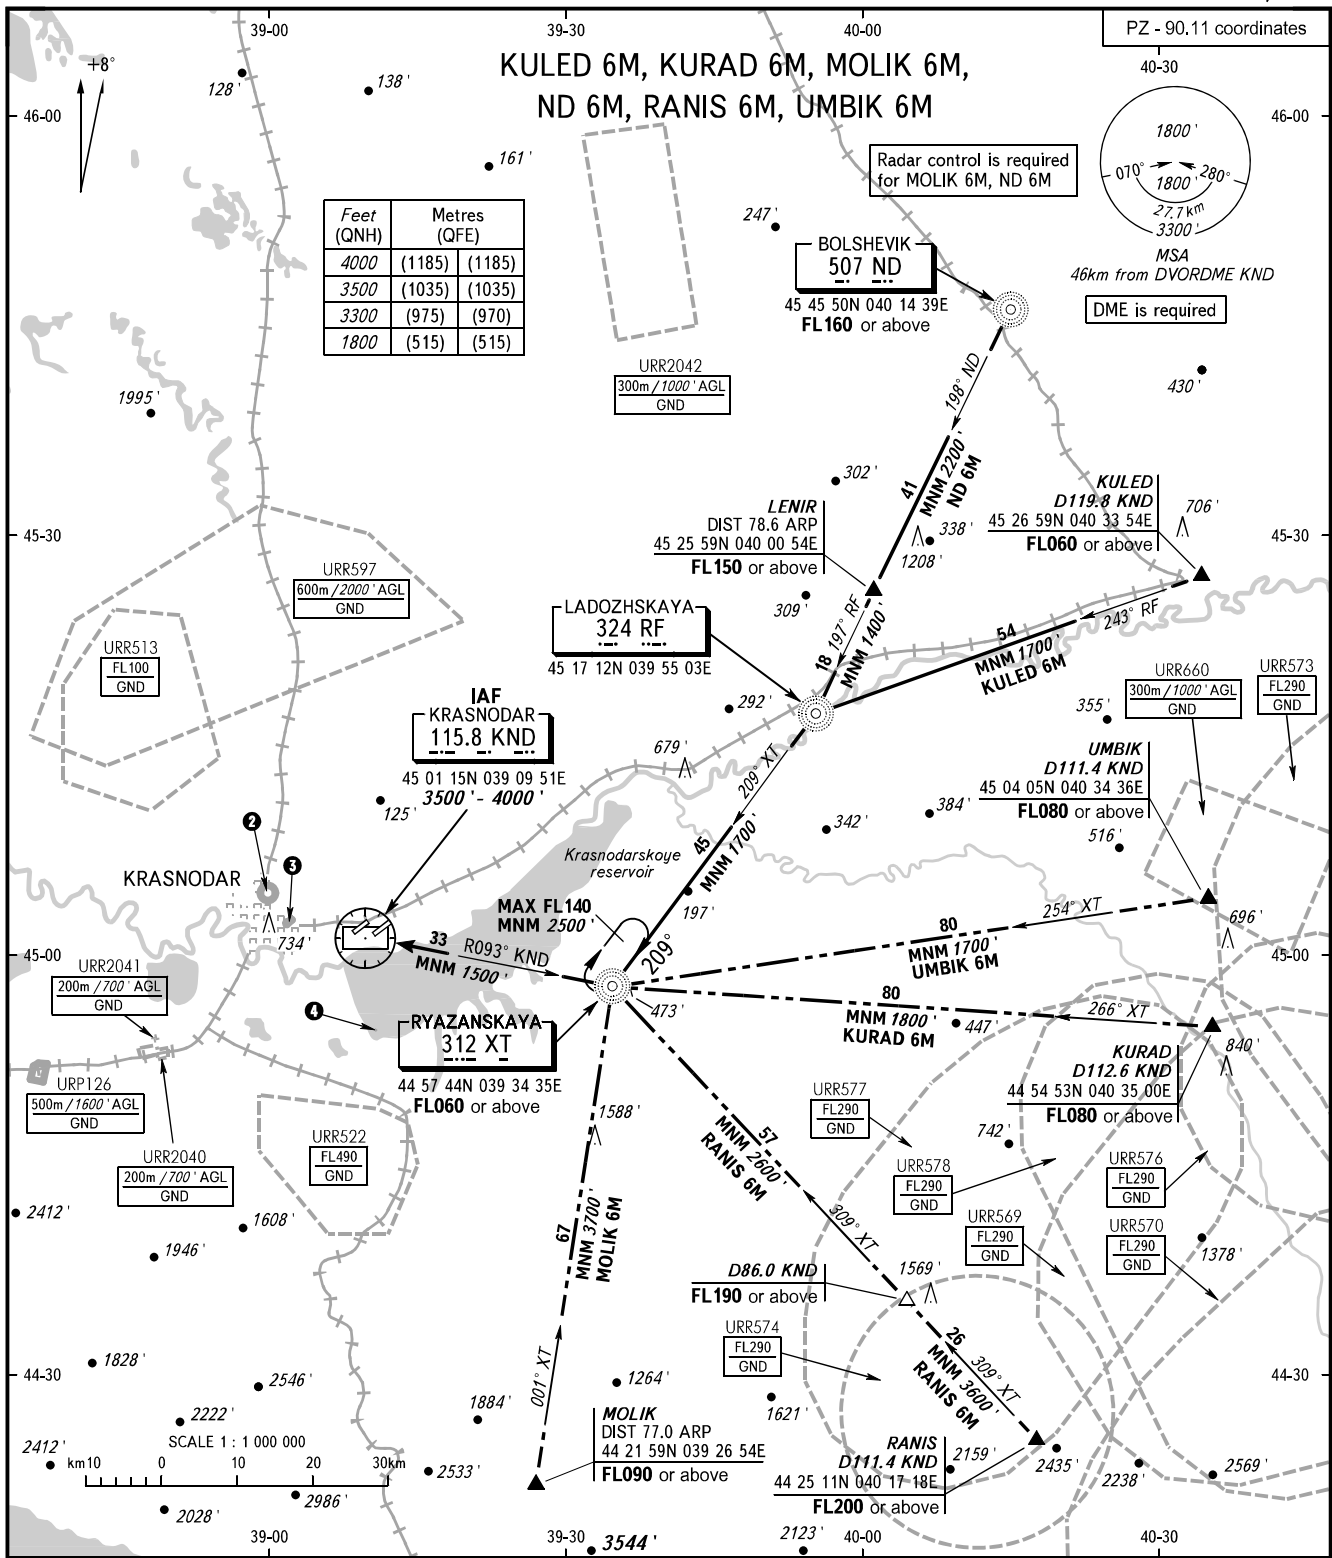 39-00
39-30
40-00
PZ - 90.11 coordinates
40-30
KULED 6M, KURAD 6M, MOLIK 6M,
ND 6M, RANIS 6M, UMBIK 6M
+8°
128'
138'
46-00
46-00
161'
Radar control is required
for MOLIK 6M, ND 6M
1800'
070°
280°
1800'
27.7 km
3300'
MSA
46km from DVORDME KND
DME is required
Feet Metres
(QNH) (QFE)
4000 (1185) (1185)
3500 (1035) (1035)
3300 (975) (970)
1800 (515) (515)
247'
BOLSHEVIK
507 ND
45 45 50N 040 14 39E
FL160 or above
URR2042
300m / 1000' AGL
GND
1995'
430'
198° ND
41
MNM 2200'
ND 6M
302'
338'
1208'
LENIR
DIST 78.6 ARP
45 25 59N 040 00 54E
FL150 or above
KULED
D119.8 KND
45 26 59N 040 33 54E
FL060 or above
706'
45-30
45-30
309'
URR597
600m / 2000' AGL
GND
LADOZHSKAYA
324 RF
45 17 12N 039 55 03E
18
197° RF
MNM 1400'
243° RF
54
MNM 1700'
KULED 6M
URR513
FL100
GND
IAF
KRASNODAR
115.8 KND
45 01 15N 039 09 51E
3500' - 4000'
292'
679'
209° XT
45
MNM 1700'
355'
URR660
300m / 1000' AGL
GND
URR573
FL290
GND
UMBIK
D111.4 KND
45 04 05N 040 34 36E
FL080 or above
125'
342'
384'
516'
2
3
KRASNODAR
734'
Krasnodarskoye
reservoir
197'
MAX FL140
MNM 2500'
209°
33
R093° KND
MNM 1500'
254° XT
80
MNM 1700'
UMBIK 6M
696'
45-00
45-00
URR2041
200m / 700' AGL
GND
4
RYAZANSKAYA
312 XT
44 57 44N 039 34 35E
FL060 or above
473'
80
MNM 1800'
KURAD 6M
447'
266° XT
KURAD
D112.6 KND
44 54 53N 040 35 00E
FL080 or above
840'
URP126
500m / 1600' AGL
GND
URR2040
200m / 700' AGL
GND
URR522
FL490
GND
1588'
57
MNM 2600'
RANIS 6M
URR577
FL290
GND
742'
URR578
FL290
GND
URR576
FL290
GND
2412'
1608'
1946'
67
MNM 3700'
MOLIK 6M
309° XT
URR569
FL290
GND
URR570
FL290
GND
1378'
D86.0 KND
FL190 or above
1569'
URR574
FL290
GND
26
309° XT
MNM 3600'
RANIS 6M
44-30
44-30
1828'
2546'
2222'
001° XT
1264'
1884'
1621'
MOLIK
DIST 77.0 ARP
44 21 59N 039 26 54E
FL090 or above
RANIS
D111.4 KND
44 25 11N 040 17 18E
FL200 or above
2159'
2435'
2238'
2569'
2412'
SCALE 1 : 1 000 000
km10 0 10 20 30km
2533'
2986'
2028'
39-00
39-30
3544'
2123'
40-00
40-30